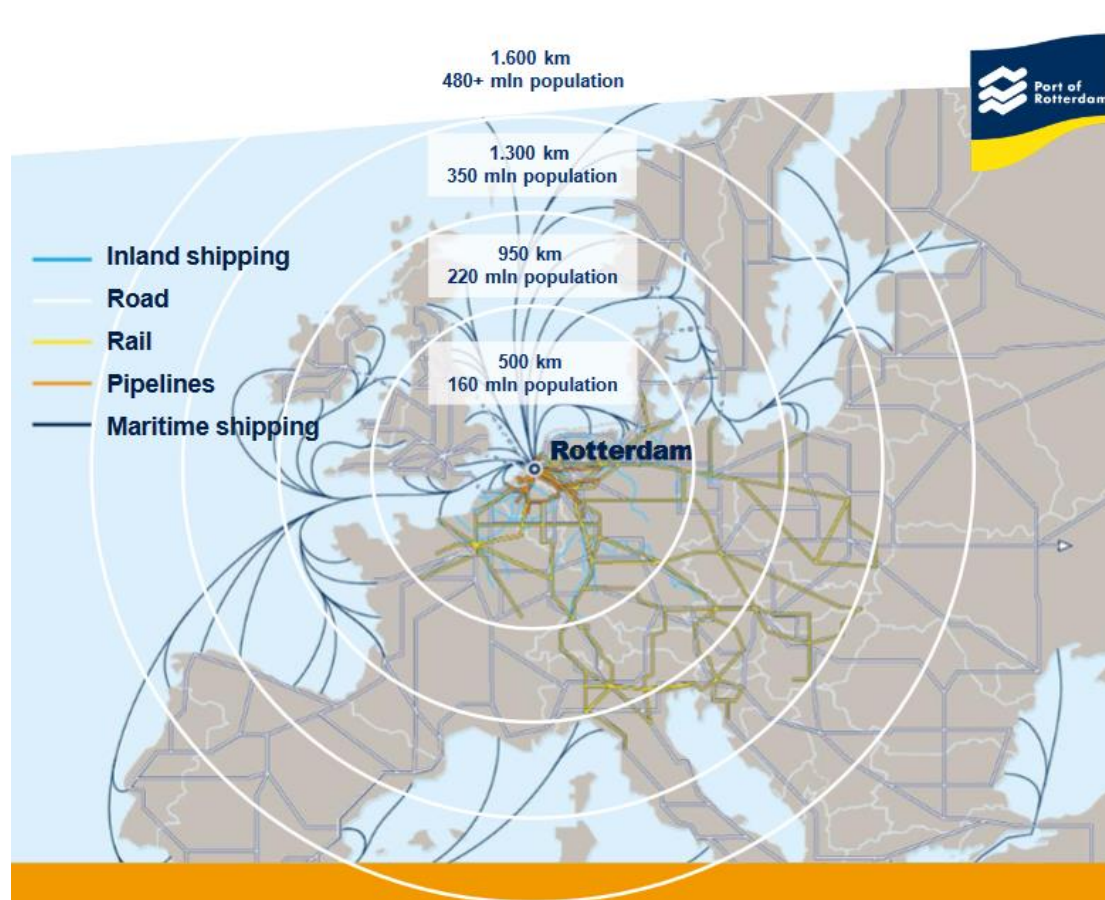 1.600 km
480+ mln population
Port of
Rotterdam
1.300 km
350 mln population
950 km
220 mln population
500 km
160 mln population
Inland shipping
Road
Rail
Pipelines
Maritime shipping
Rotterdam